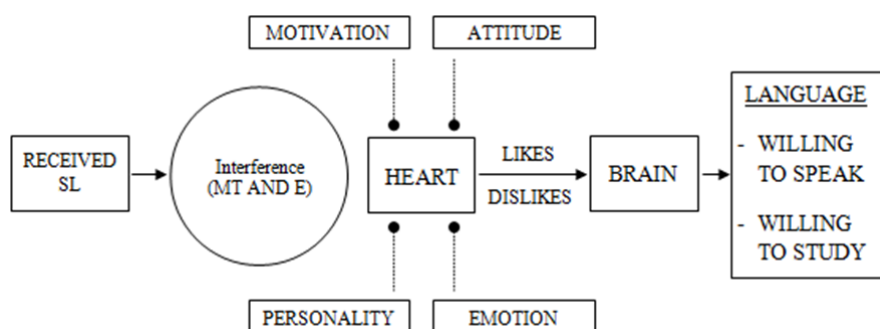 MOTIVATION
ATTITUDE
RECEIVED
SL
Interference
(MT AND E)
HEART
LIKES
DISLIKES
BRAIN
LANGUAGE
- WILLING
TO SPEAK
- WILLING
TO STUDY
PERSONALITY
EMOTION